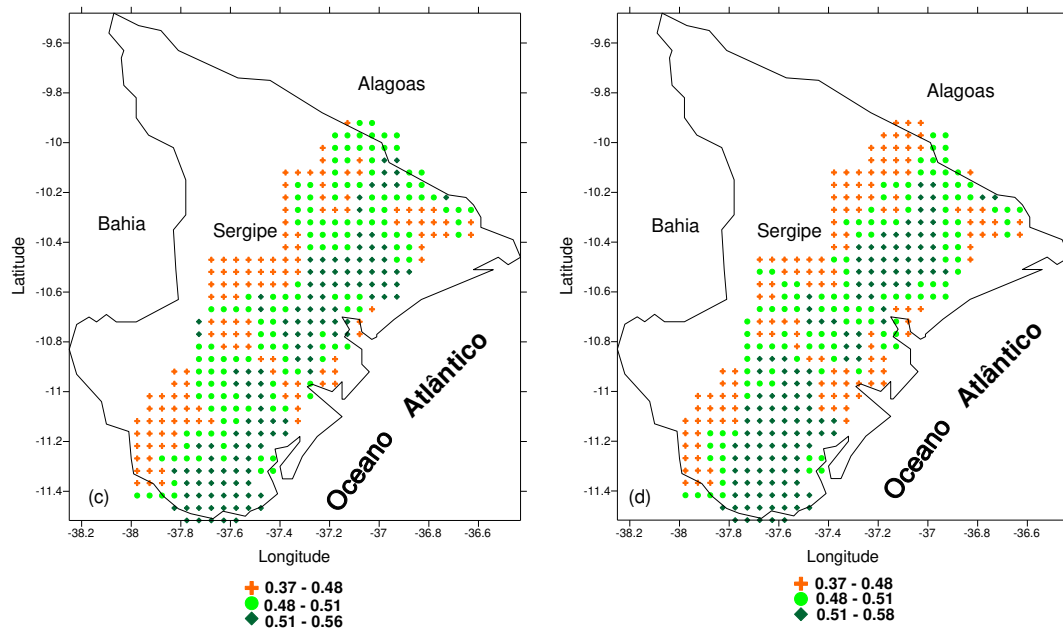 Alagoas
Bahia
Sergipe
Oceano Atlântico
(c)
Latitude
-9.6
-9.8
-10
-10.2
-10.4
-10.6
-10.8
-11
-11.2
-11.4
-38.2 -38 -37.8 -37.6 -37.4 -37.2 -37 -36.8 -36.6
Longitude
0.37 - 0.48
0.48 - 0.51
0.51 - 0.56
Alagoas
Bahia
Sergipe
Oceano Atlântico
(d)
Latitude
-9.6
-9.8
-10
-10.2
-10.4
-10.6
-10.8
-11
-11.2
-11.4
-38.2 -38 -37.8 -37.6 -37.4 -37.2 -37 -36.8 -36.6
Longitude
0.37 - 0.48
0.48 - 0.51
0.51 - 0.58